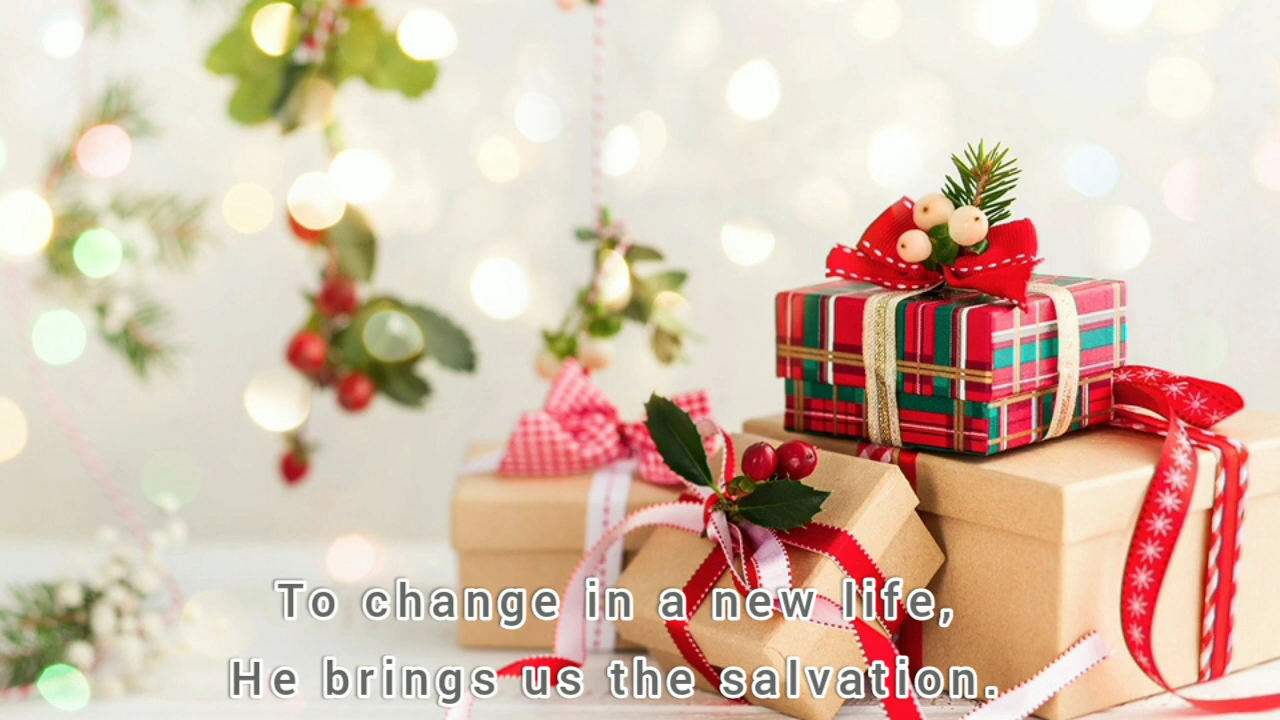 To change in a new life,
He brings us the salvation.